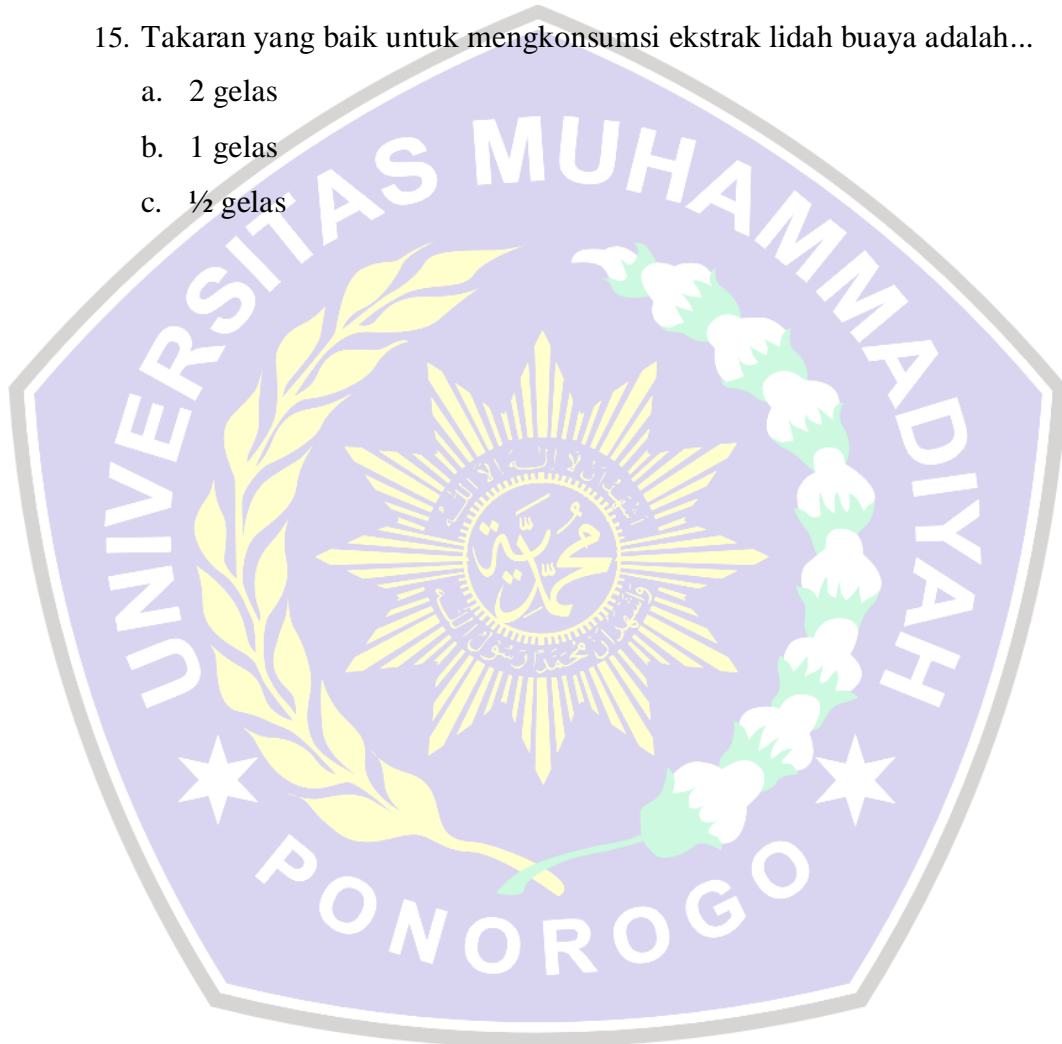 15. Takaran yang baik untuk mengkonsumsi ekstrak lidah buaya adalah...
a. 2 gelas
b. 1 gelas
c. ½ gelas
UNIVERSITAS MUHAMMADIYAH
محمدية
PONOROGO